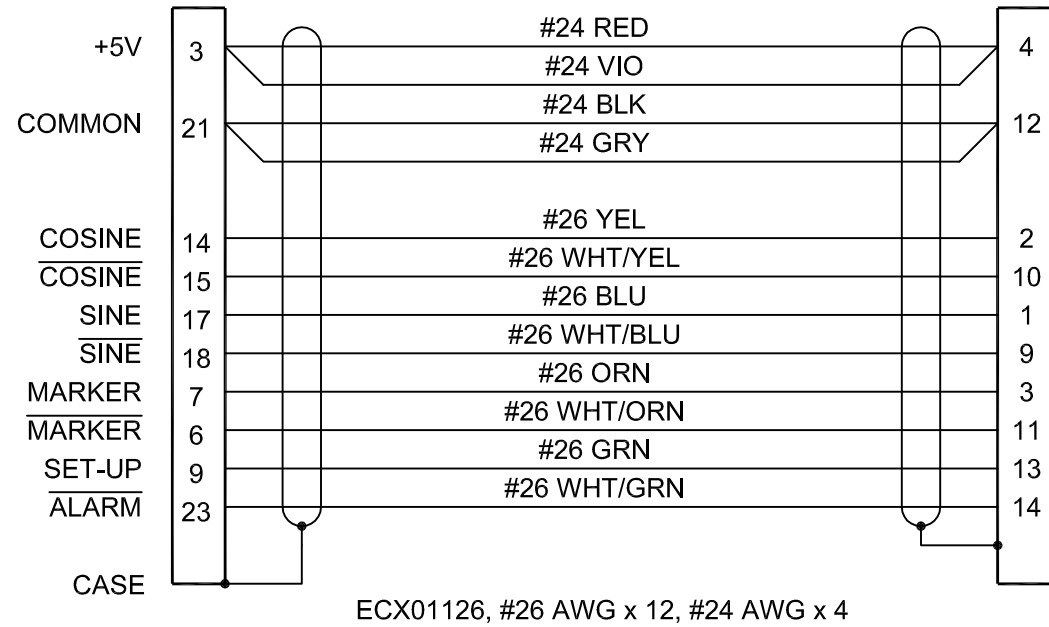 #24 RED
+5V 3 4
#24 VIO
#24 BLK
COMMON 21 12
#24 GRY
#26 YEL
COSINE 14 2
#26 WHT/YEL
COSINE 15 10
#26 BLU
SINE 17 1
#26 WHT/BLU
SINE 18 9
#26 ORN
MARKER 7 3
#26 WHT/ORN
MARKER 6 11
#26 GRN
SET-UP 9 13
#26 WHT/GRN
ALARM 23 14
CASE
ECX01126, #26 AWG x 12, #24 AWG x 4